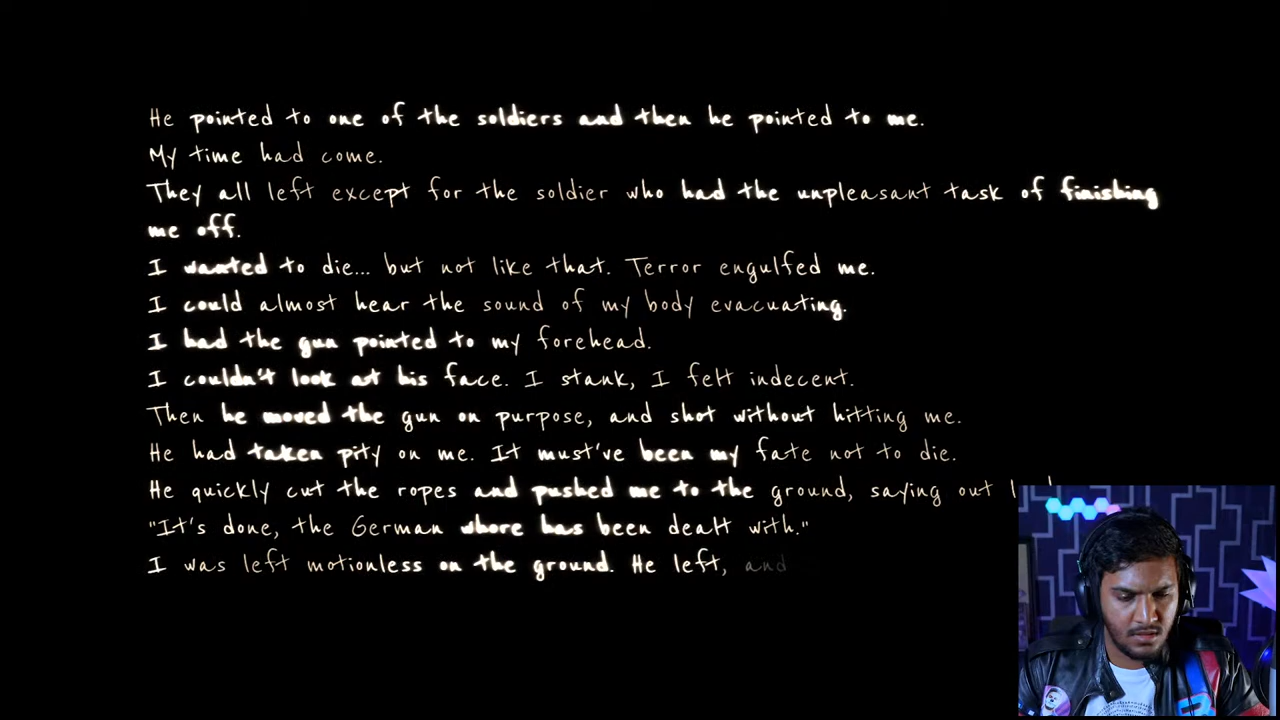 He pointed to one of the soldiers and then he pointed to me.
My time had come.
They all left except for the soldier who had the unpleasant task of finishing
me off.
I wanted to die... but not like that. Terror engulfed me.
I could almost hear the sound of my body evacuating.
I had the gun pointed to my forehead.
I couldn't look at his face. I stank, I felt indecent.
Then he moved the gun on purpose, and shot without hitting me.
He had taken pity on me. It must've been my fate not to die.
He quickly cut the ropes and pushed me to the ground, saying out
"It's done, the German whore has been dealt with."
I was left motionless on the ground. He left, and